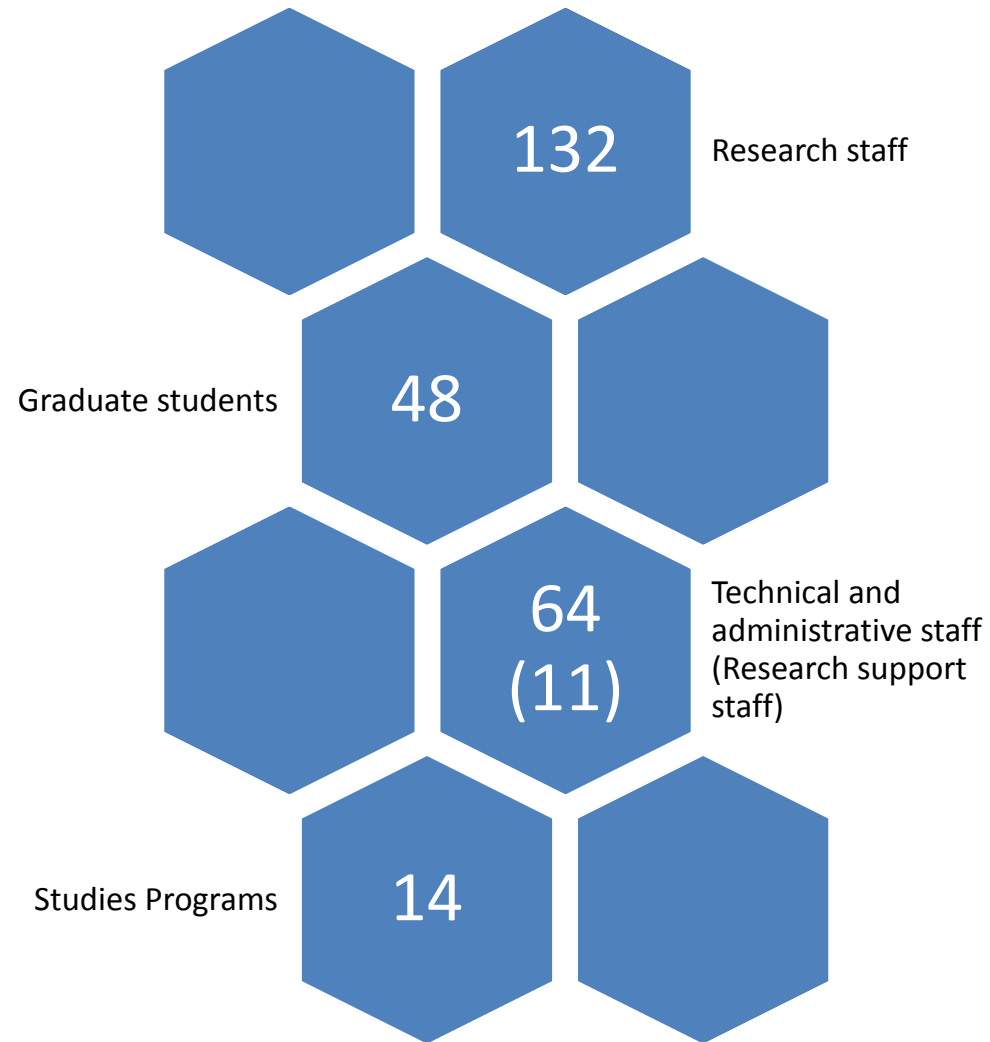 132
Research staff
Graduate students
48
64
(11)
Technical and
administrative staff
(Research support
staff)
Studies Programs
14